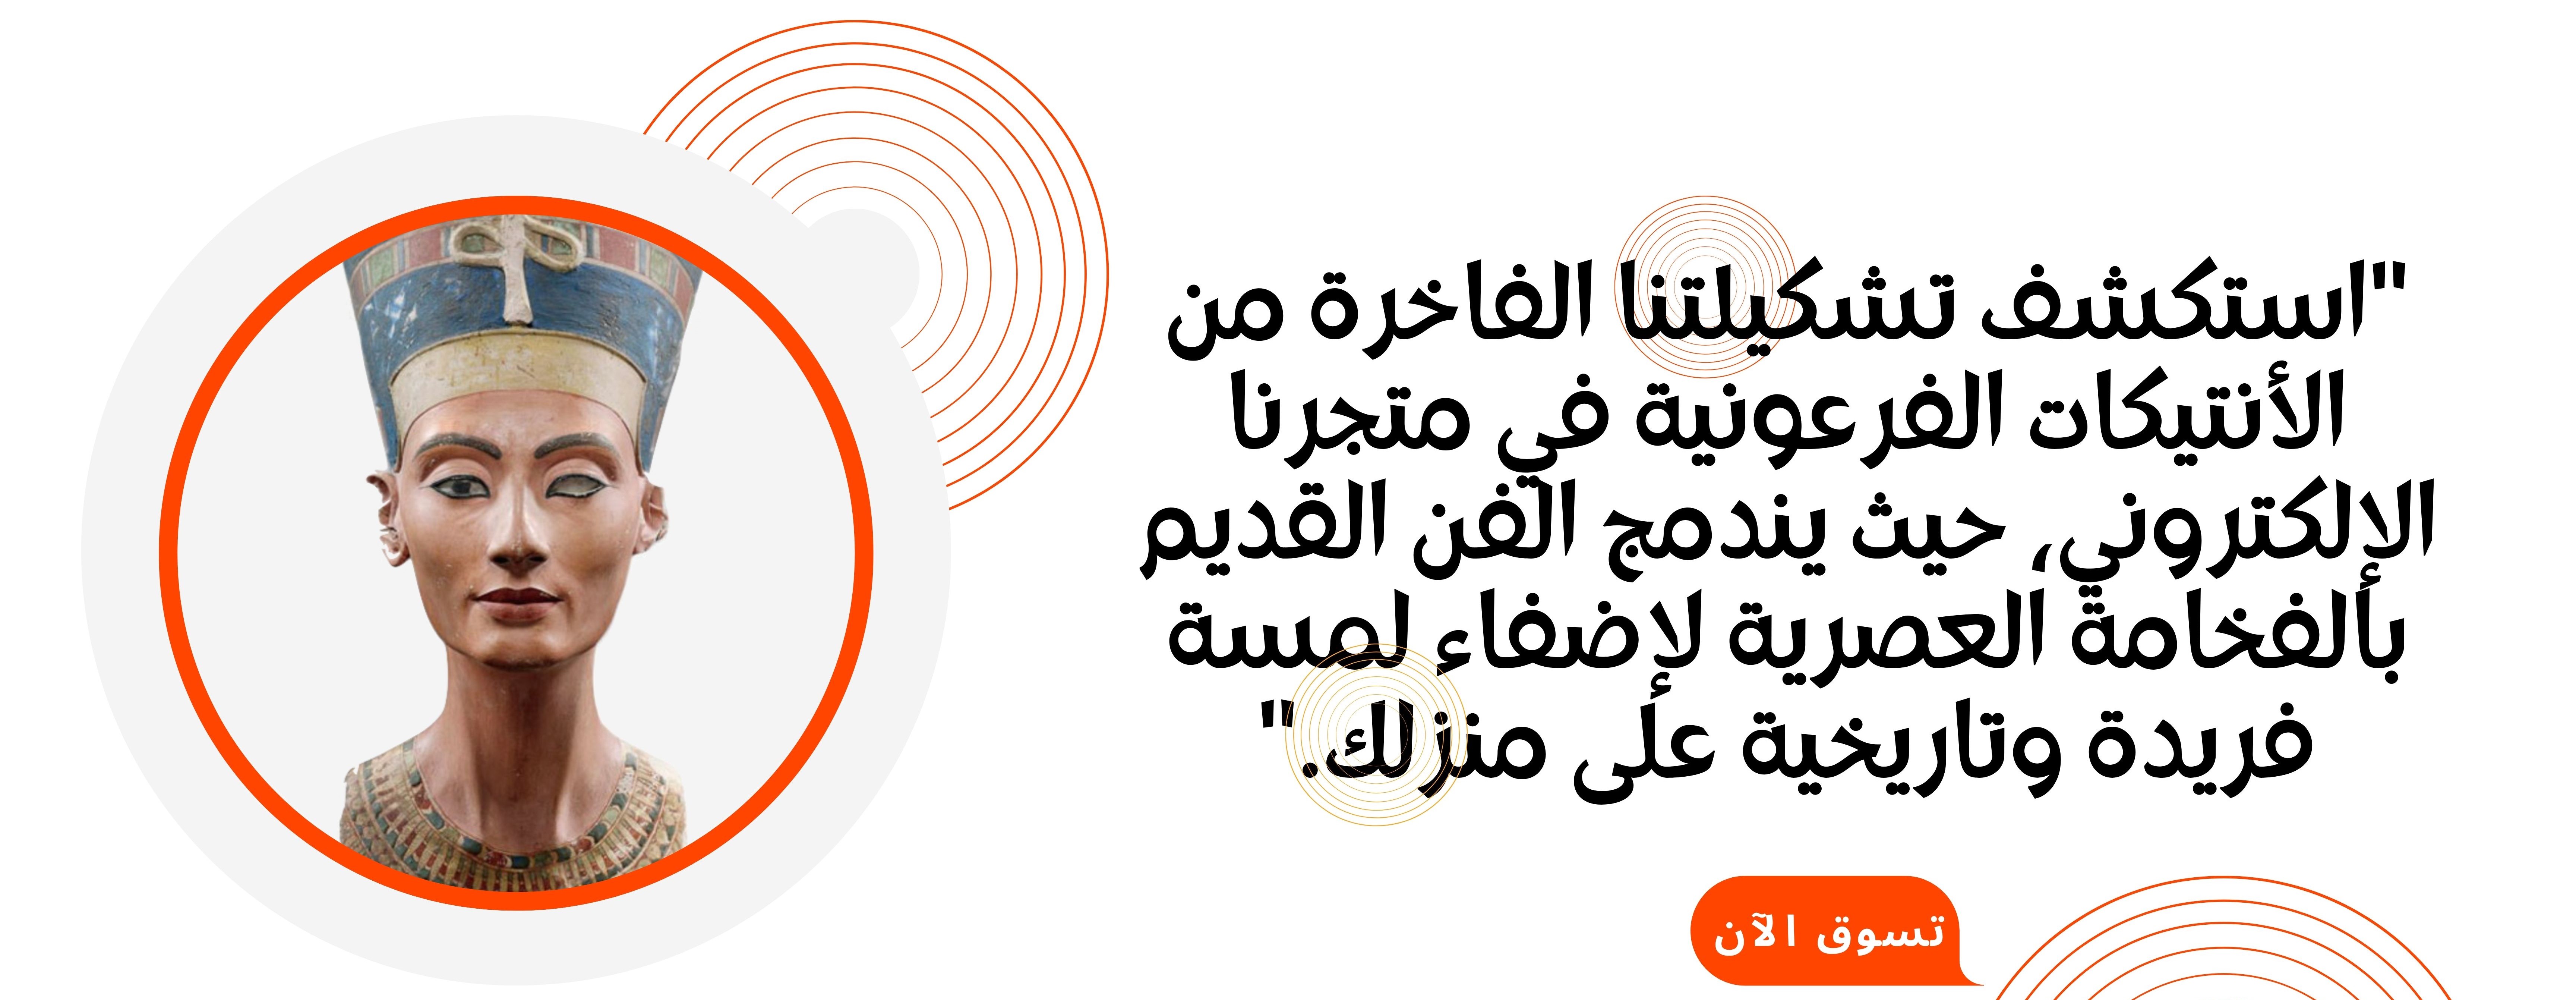 "استكشف تشكيلتنا الفاخرة من
الأنتيكات الفرعونية في متجرنا
الإلكتروني، حيث يندمج الفن القديم
بالفخامة العصرية لإضفاء لمسة
فريدة وتاريخية على منزلك."
تسوق الآن